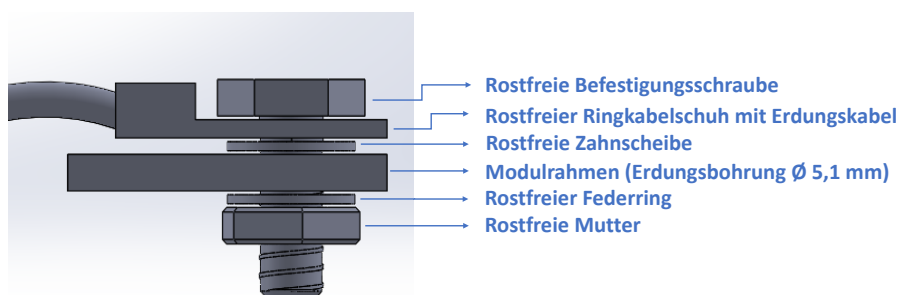 Rostfreie Befestigungsschraube
Rostfreier Ringkabelschuh mit Erdungskabel
Rostfreie Zahnscheibe
Modulrahmen (Erdungsbohrung Ø 5,1 mm)
Rostfreier Federring
Rostfreie Mutter